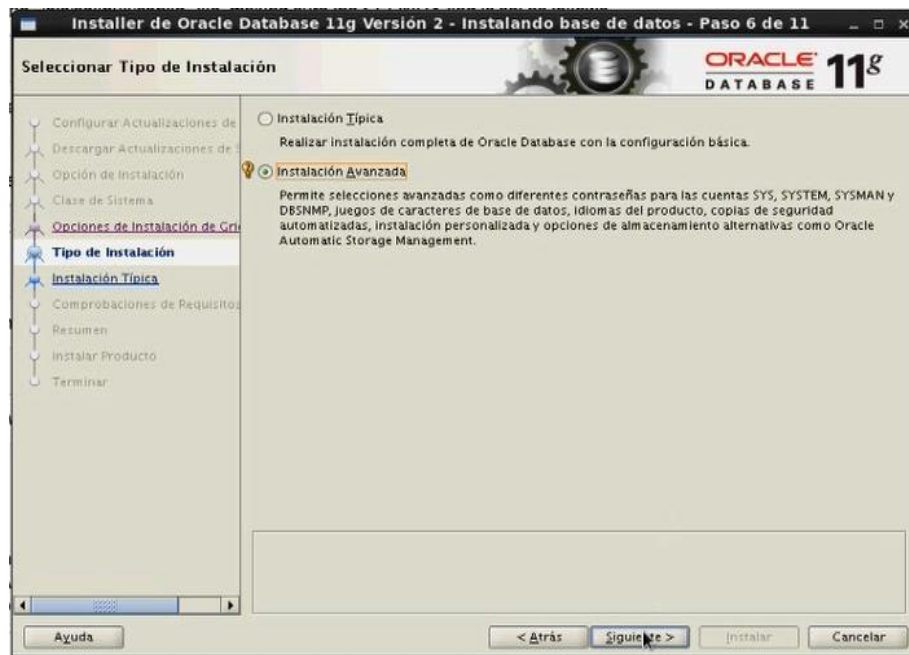 Installer de Oracle Database 11g Versión 2 - Instalando base de datos - Paso 6 de 11
Seleccionar Tipo de Instalación
ORACLE
DATABASE
11g
Configurar Actualizaciones de
Descargar Actualizaciones de
Opción de Instalación
Clase de Sistema
Opciones de Instalación de Gri
Tipo de Instalación
Instalación Típica
Comprobaciones de Requisitos
Resumen
Instalar Producto
Terminar
Instalación Típica
Realizar instalación completa de Oracle Database con la configuración básica.
Instalación Avanzada
Permite selecciones avanzadas como diferentes contraseñas para las cuentas SYS, SYSTEM, SYSMAN y
DBSNMP, juegos de caracteres de base de datos, idiomas del producto, copias de seguridad
automatizadas, instalación personalizada y opciones de almacenamiento alternativas como Oracle
Automatic Storage Management.
Ayuda
< Atrás
Siguiente >
Instalar
Cancelar